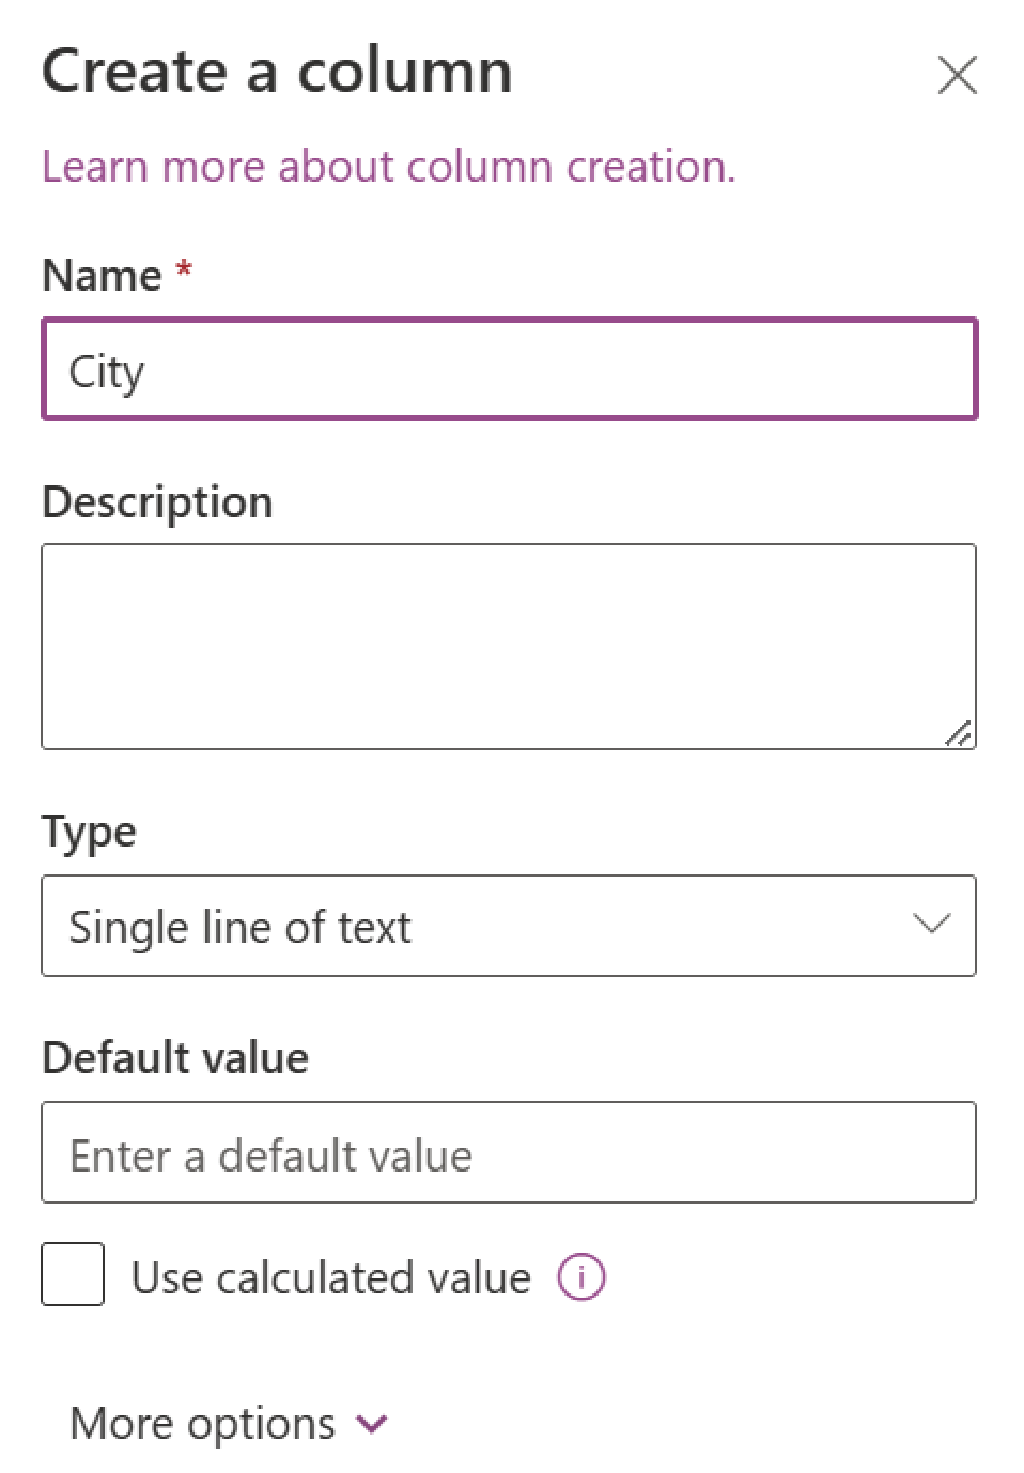 Create a column
Learn more about column creation.
Name *
City
Description
Type
Single line of text
Default value
Enter a default value
Use calculated value
More options